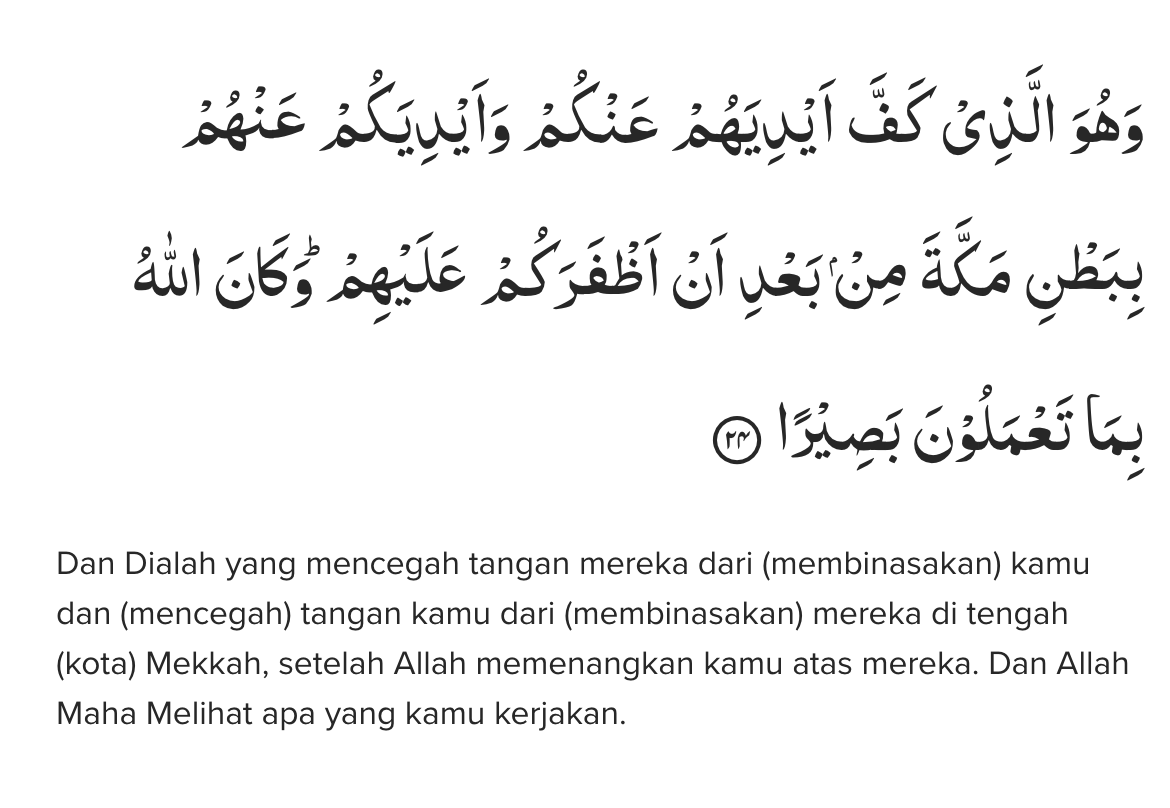 وَهُوَ الَّذِيْ كَفَّ اَيْدِيَهُمْ عَنْكُمْ وَاَيْدِيَكُمْ عَنْهُمْ
بِبَطْنِ مَكَّةَ مِنْۢ بَعْدِ اَنْ اَظْفَرَكُمْ عَلَيْهِمْ ۗوَكَانَ اللّٰهُ
بِمَا تَعْمَلُوْنَ بَصِيْرًا ۝٢٤
Dan Dialah yang mencegah tangan mereka dari (membinasakan) kamu
dan (mencegah) tangan kamu dari (membinasakan) mereka di tengah
(kota) Mekkah, setelah Allah memenangkan kamu atas mereka. Dan Allah
Maha Melihat apa yang kamu kerjakan.